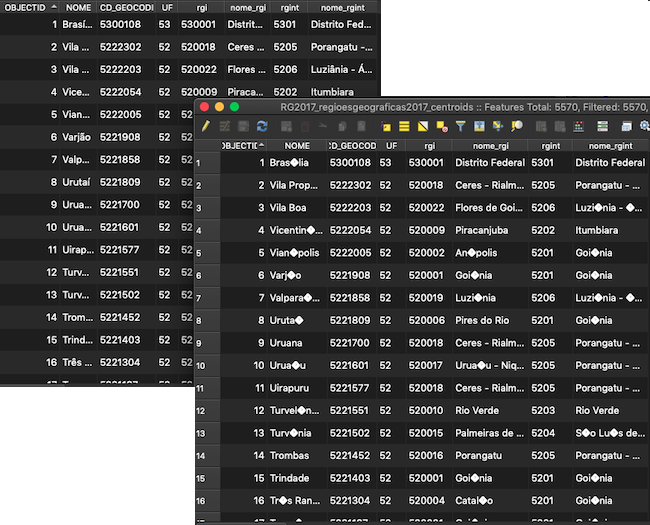 OBJECTID NOME CD_GEOCODI UF rgi nome_rgi rgint nome_rgint
1 Brasí... 5300108 53 530001 Distrit... 5301 Distrito Federal
2 Vila ... 5222302 52 520018 Ceres ... 5205 Porangatu - ...
3 Vila ... 5222203 52 520022 Flores ... 5206 Luziânia - Á...
4 Vice... 5222054 52 520009 Piraca... 5202 Itumbiara
5 Vian... 5222005 52 52
6 Varjão 5221908 52 52
7 Valp... 5221858 52 52
8 Urutaí 5221809 52 52
9 Urua... 5221700 52 52
10 Urua... 5221601 52 52
11 Uirap... 5221577 52 52
12 Turv... 5221551 52 52
13 Turv... 5221502 52 52
14 Trom... 5221452 52 52
15 Trind... 5221403 52 52
16 Três ... 5221304 52 52
RG2017_regioesgeograficas2017_centroids :: Features Total: 5570, Filtered: 5570,
BJECTID NOME CD_GEOCODI UF rgi nome_rgi rgint nome_rgint
1 1 Bras�lia 5300108 53 530001 Distrito Federal 5301 Distrito Federal
2 2 Vila Prop... 5222302 52 520018 Ceres - Rialm... 5205 Porangatu - ...
3 3 Vila Boa 5222203 52 520022 Flores de Goi... 5206 Luzi�nia - �...
4 4 Vicentin�... 5222054 52 520009 Piracanjuba 5202 Itumbiara
5 5 Vian�polis 5222005 52 520002 An�polis 5201 Goi�nia
6 6 Varj�o 5221908 52 520001 Goi�nia 5201 Goi�nia
7 7 Valpara�... 5221858 52 520019 Luzi�nia 5206 Luzi�nia - �...
8 8 Uruta� 5221809 52 520006 Pires do Rio 5201 Goi�nia
9 9 Uruana 5221700 52 520018 Ceres - Rialm... 5205 Porangatu - ...
10 10 Urua�u 5221601 52 520017 Urua�u - Niq... 5205 Porangatu - ...
11 11 Uirapuru 5221577 52 520018 Ceres - Rialm... 5205 Porangatu - ...
12 12 Turvel�n... 5221551 52 520010 Rio Verde 5203 Rio Verde
13 13 Turv�nia 5221502 52 520015 Palmeiras de ... 5204 S�o Lu�s de...
14 14 Trombas 5221452 52 520016 Porangatu 5205 Porangatu - ...
15 15 Trindade 5221403 52 520001 Goi�nia 5201 Goi�nia
16 16 Tr�s Ran... 5221304 52 520004 Catal�o 5201 Goi�nia